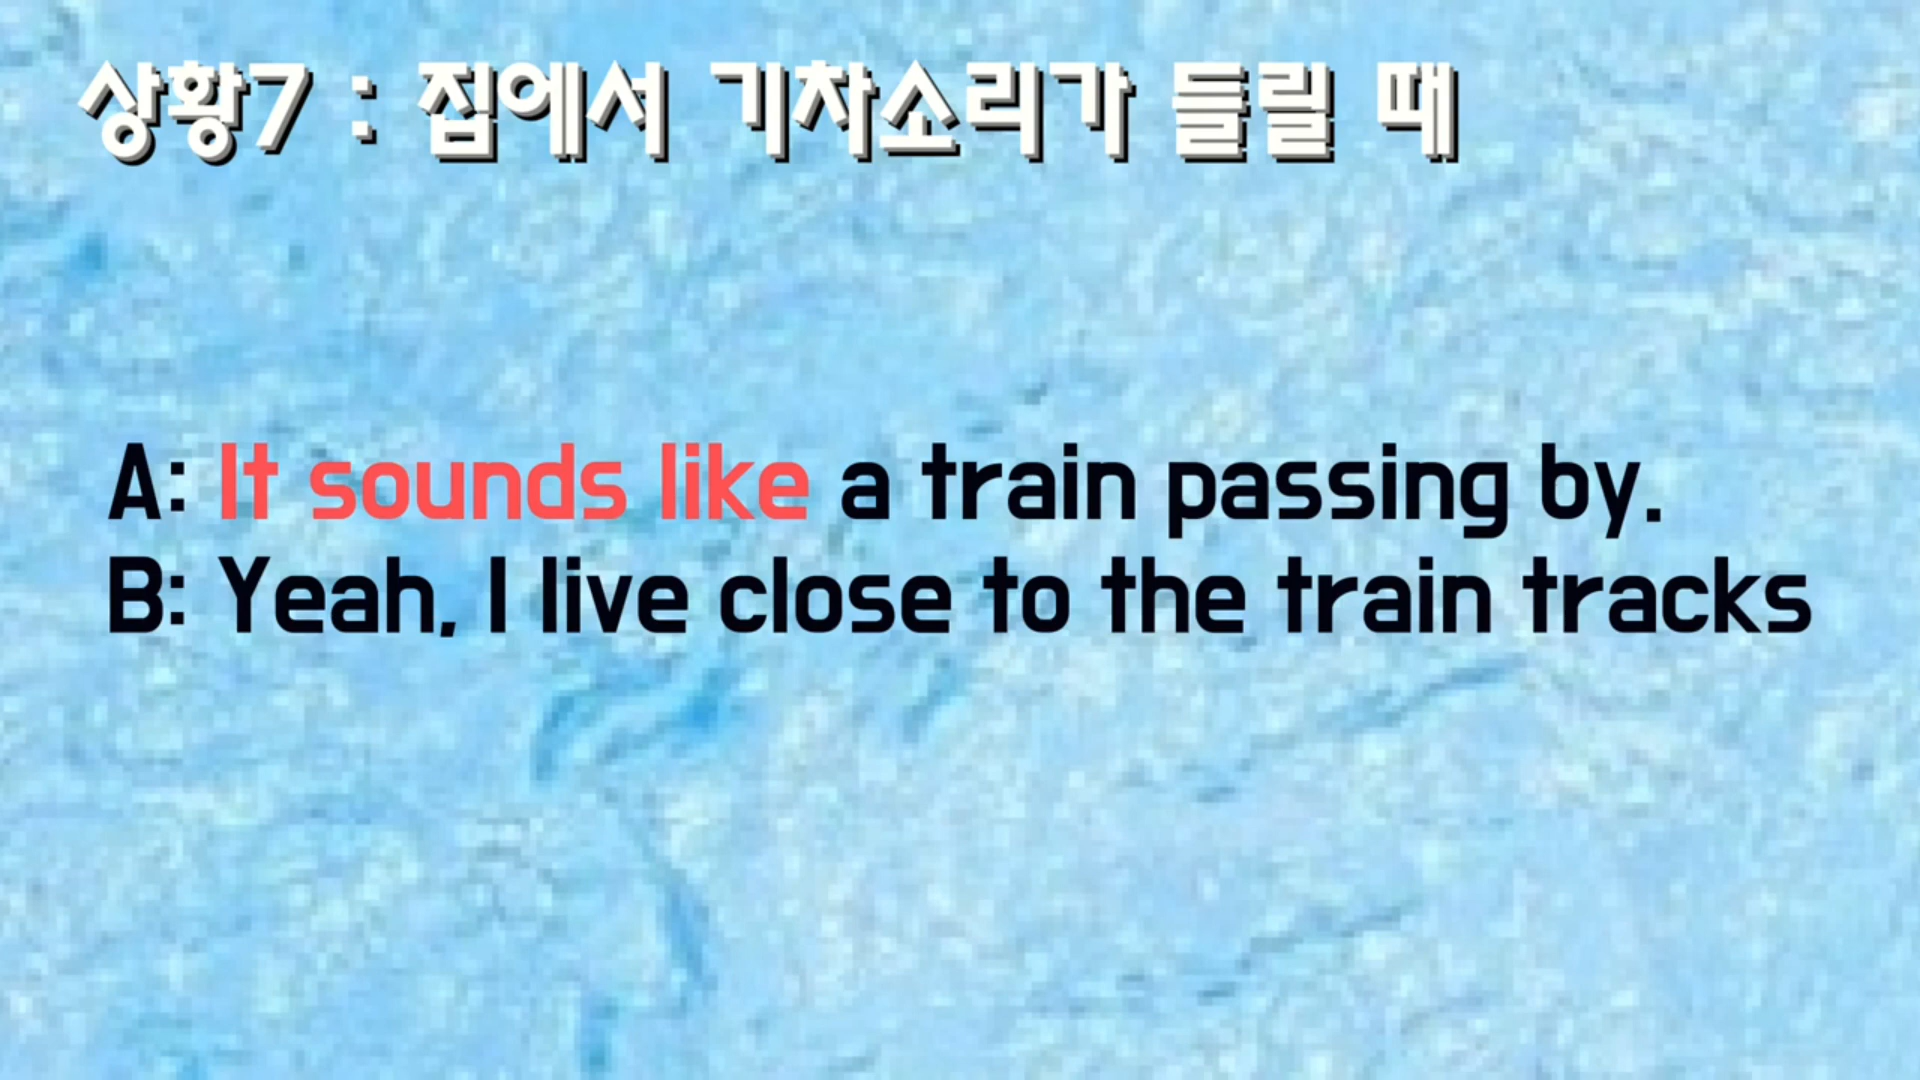 상황7 : 집에서 기차소리가 들릴 때
A: It sounds like a train passing by.
B: Yeah, I live close to the train tracks